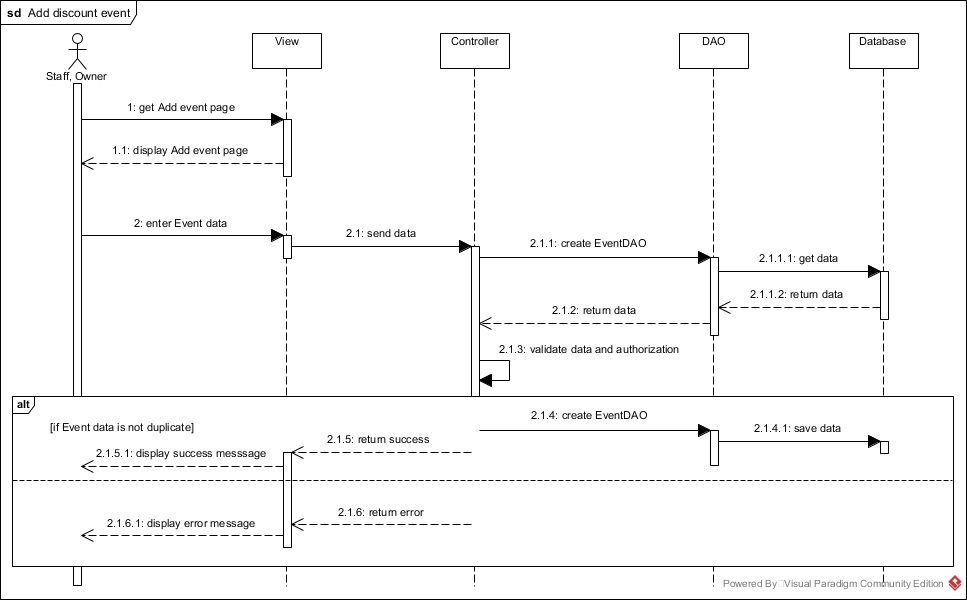 sd Add discount event
View
Controller
DAO
Database
Staff, Owner
1: get Add event page
1.1: display Add event page
2: enter Event data
2.1: send data
2.1.1: create EventDAO
2.1.1.1: get data
2.1.1.2: return data
2.1.2: return data
2.1.3: validate data and authorization
alt
2.1.4: create EventDAO
[if Event data is not duplicate]
2.1.4.1: save data
2.1.5: return success
2.1.5.1: display success messsage
2.1.6: return error
2.1.6.1: display error message
Powered By Visual Paradigm Community Edition